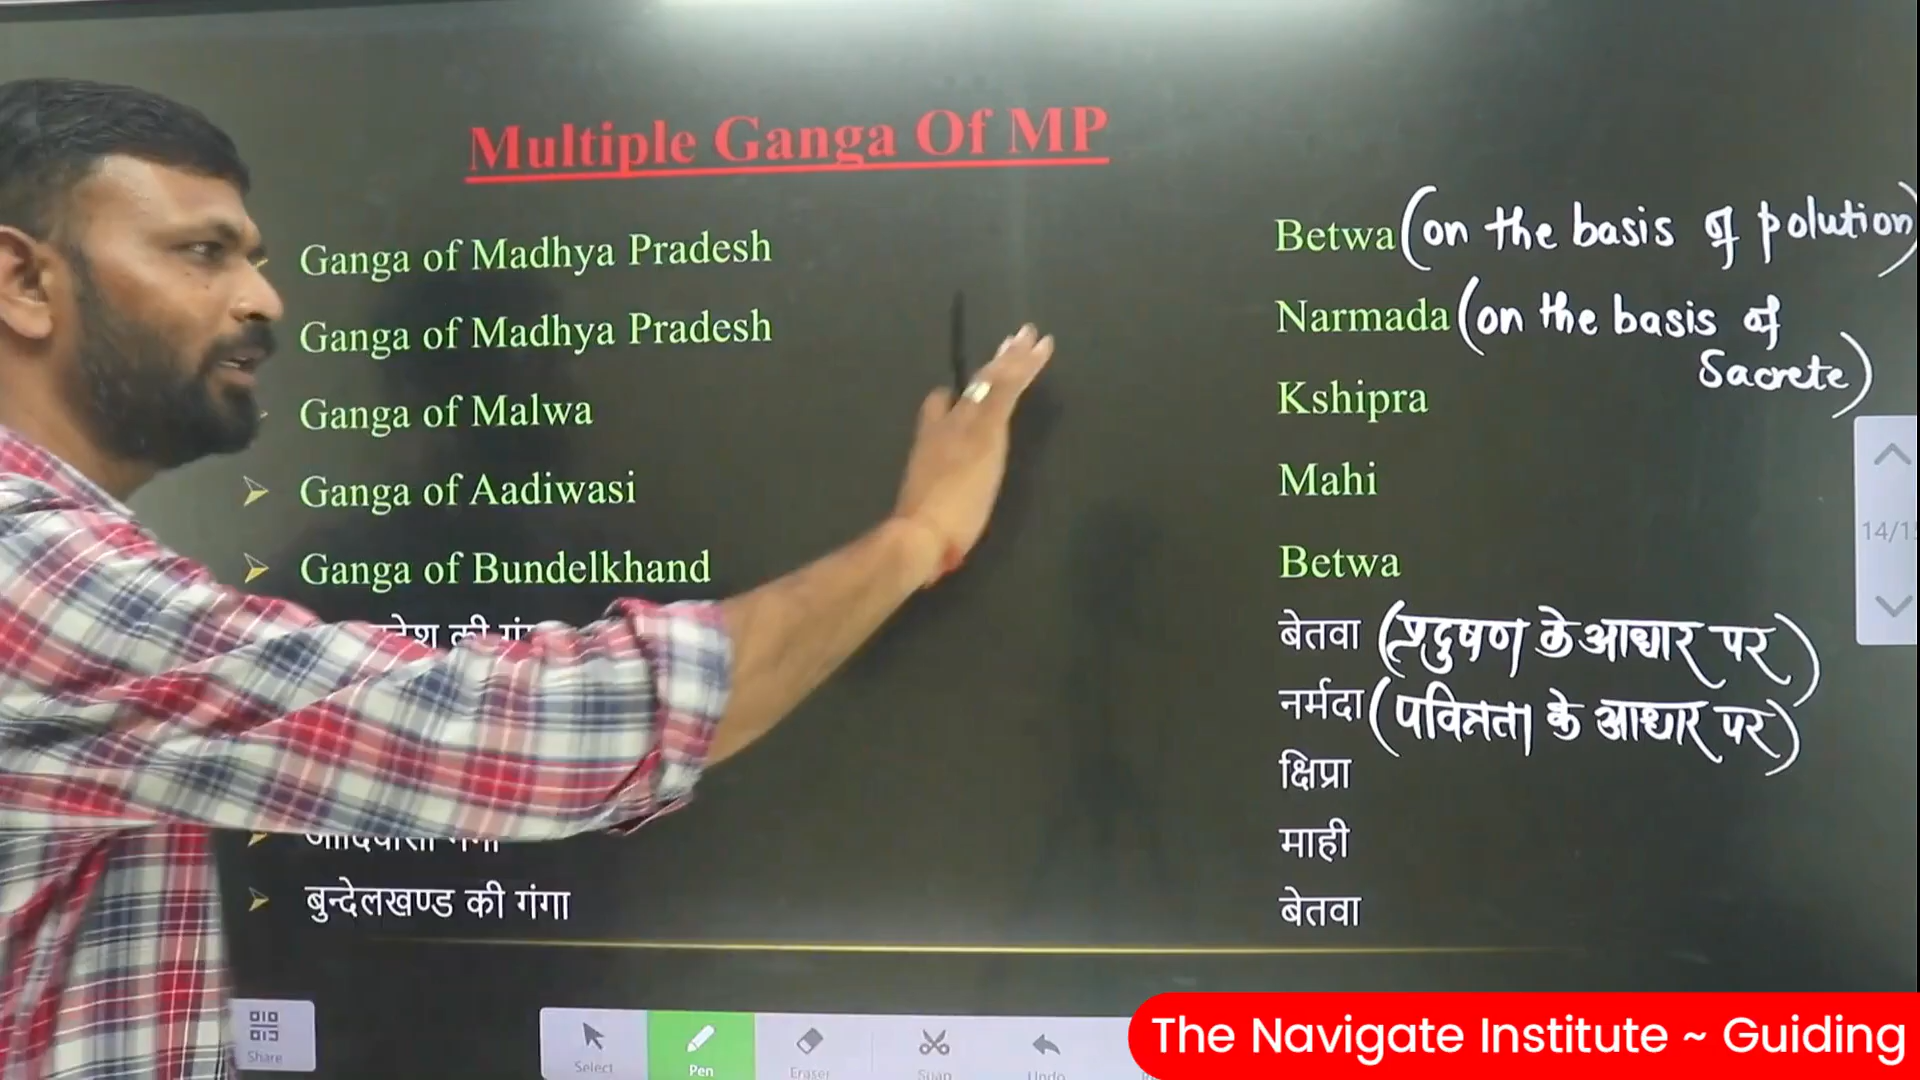 Multiple Ganga Of MP
Ganga of Madhya Pradesh Betwa (on the basis of polution)
Ganga of Madhya Pradesh Narmada (on the basis of
Sacrete)
Ganga of Malwa Kshipra
Ganga of Aadiwasi Mahi
Ganga of Bundelkhand Betwa
की बेतवा (प्रदुषण के आधार पर)
नर्मदा (पवित्रता के आधार पर)
क्षिप्रा
माही
बुन्देलखण्ड की गंगा बेतवा
14/15
Share
Select
Pen
Eraser
Undo
The Navigate Institute ~ Guiding